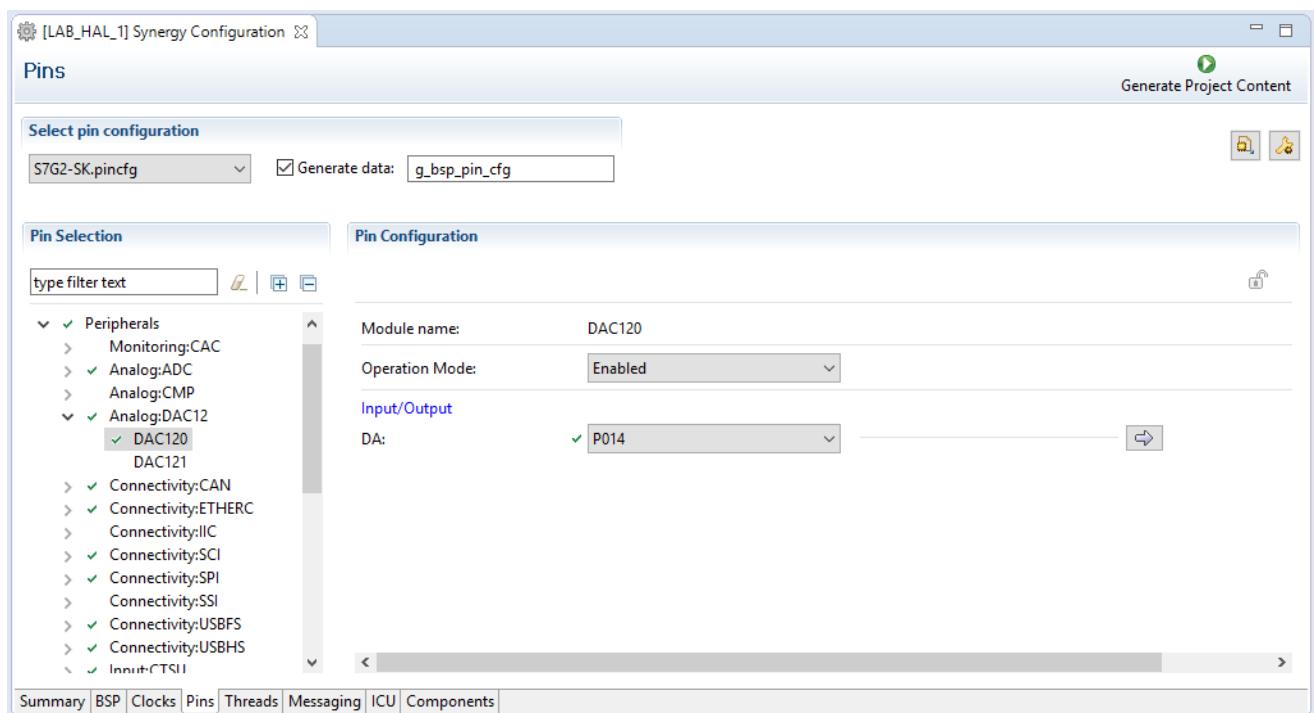 [LAB_HAL_1] Synergy Configuration
Pins
Generate Project Content
Select pin configuration
S7G2-SK.pincfg
Generate data: g_bsp_pin_cfg
Pin Selection
type filter text
Peripherals
Monitoring:CAC
Analog:ADC
Analog:CMP
Analog:DAC12
DAC120
DAC121
Connectivity:CAN
Connectivity:ETHERC
Connectivity:IIC
Connectivity:SCI
Connectivity:SPI
Connectivity:SSI
Connectivity:USBFS
Connectivity:USBHS
Input:CTSU
Pin Configuration
Module name: DAC120
Operation Mode: Enabled
Input/Output
DA: P014
Summary BSP Clocks Pins Threads Messaging ICU Components